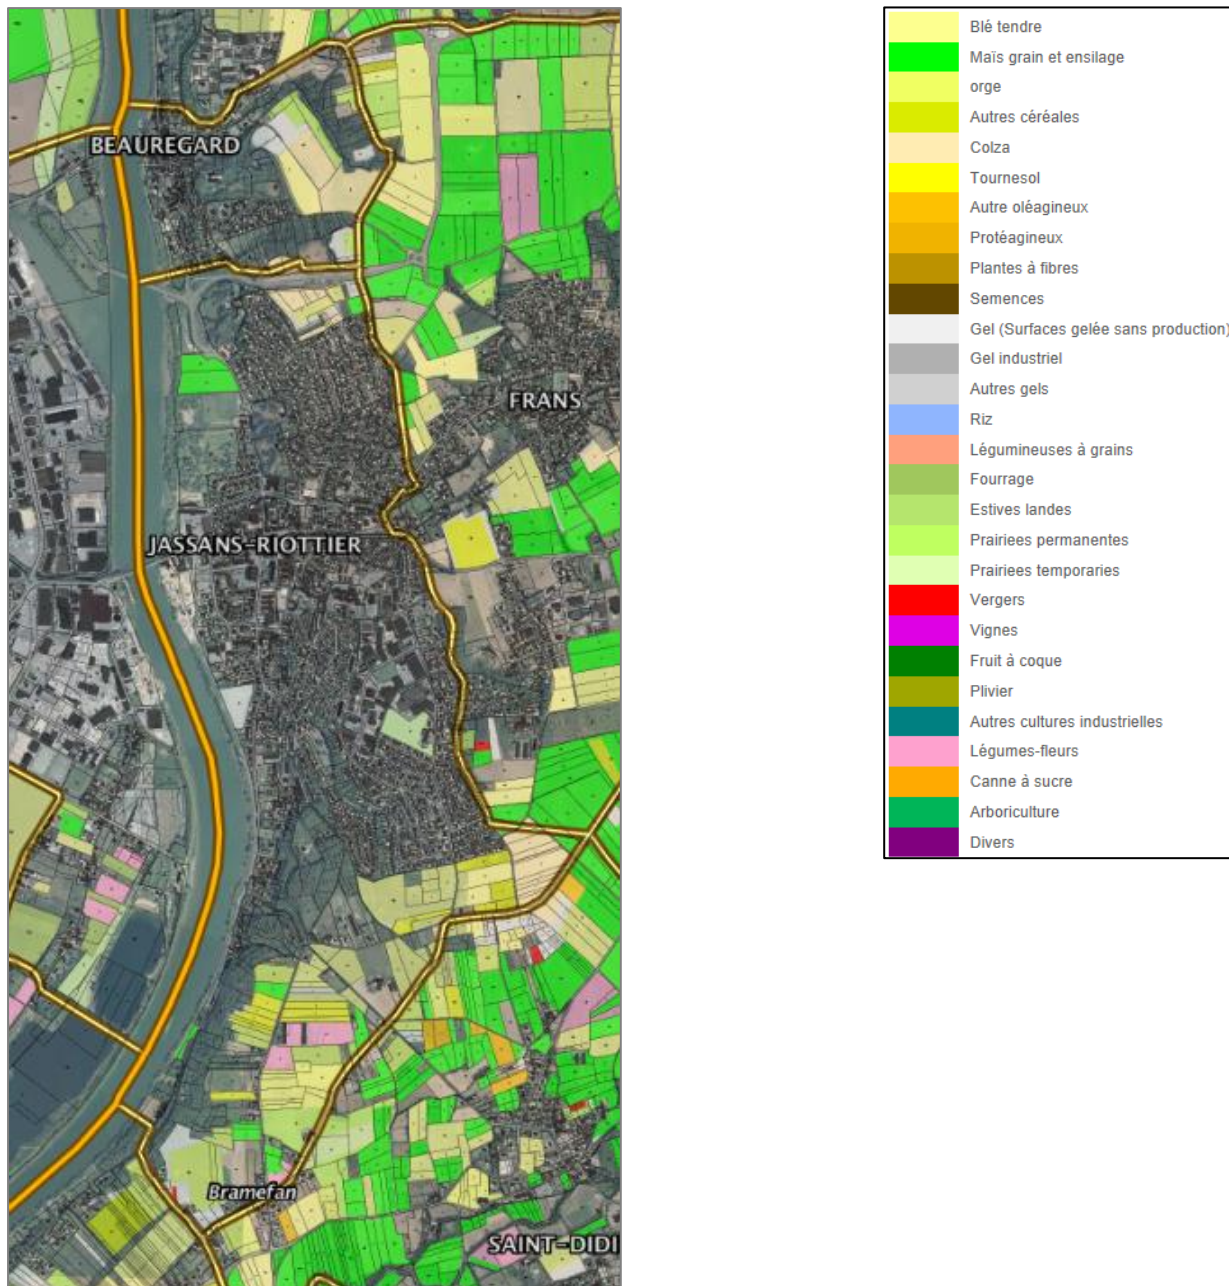 BEAUREGARD
FRANS
JASSANS-RIOTTIER
Bramefan
SAINT-DIDI
Blé tendre
Maïs grain et ensilage
orge
Autres céréales
Colza
Tournesol
Autre oléagineux
Protéagineux
Plantes à fibres
Semences
Gel (Surfaces gelée sans production)
Gel industriel
Autres gels
Riz
Légumineuses à grains
Fourrage
Estives landes
Prairiees permanentes
Prairiees temporaries
Vergers
Vignes
Fruit à coque
Plivier
Autres cultures industrielles
Légumes-fleurs
Canne à sucre
Arboriculture
Divers